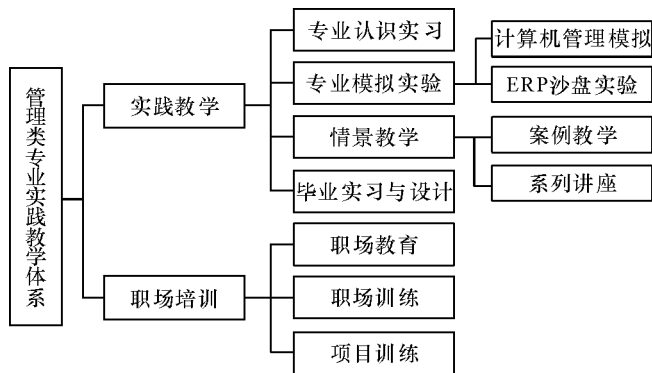 管理类专业实践教学体系
实践教学
专业认识实习
专业模拟实验
计算机管理模拟
ERP沙盘实验
情景教学
案例教学
系列讲座
毕业实习与设计
职场培训
职场教育
职场训练
项目训练